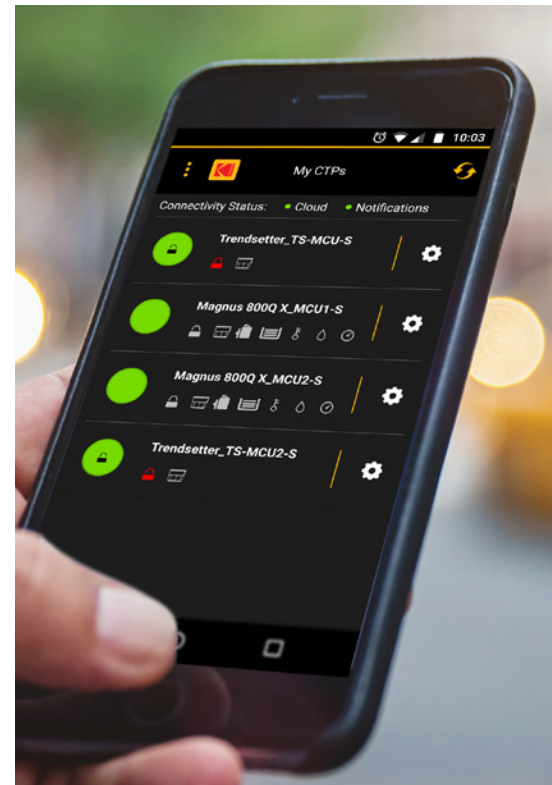 10:03
My CTPs
Connectivity Status: Cloud Notifications
Trendsetter_TS-MCU-S
Magnus 800Q X_MCU1-S
Magnus 800Q X_MCU2-S
Trendsetter_TS-MCU2-S